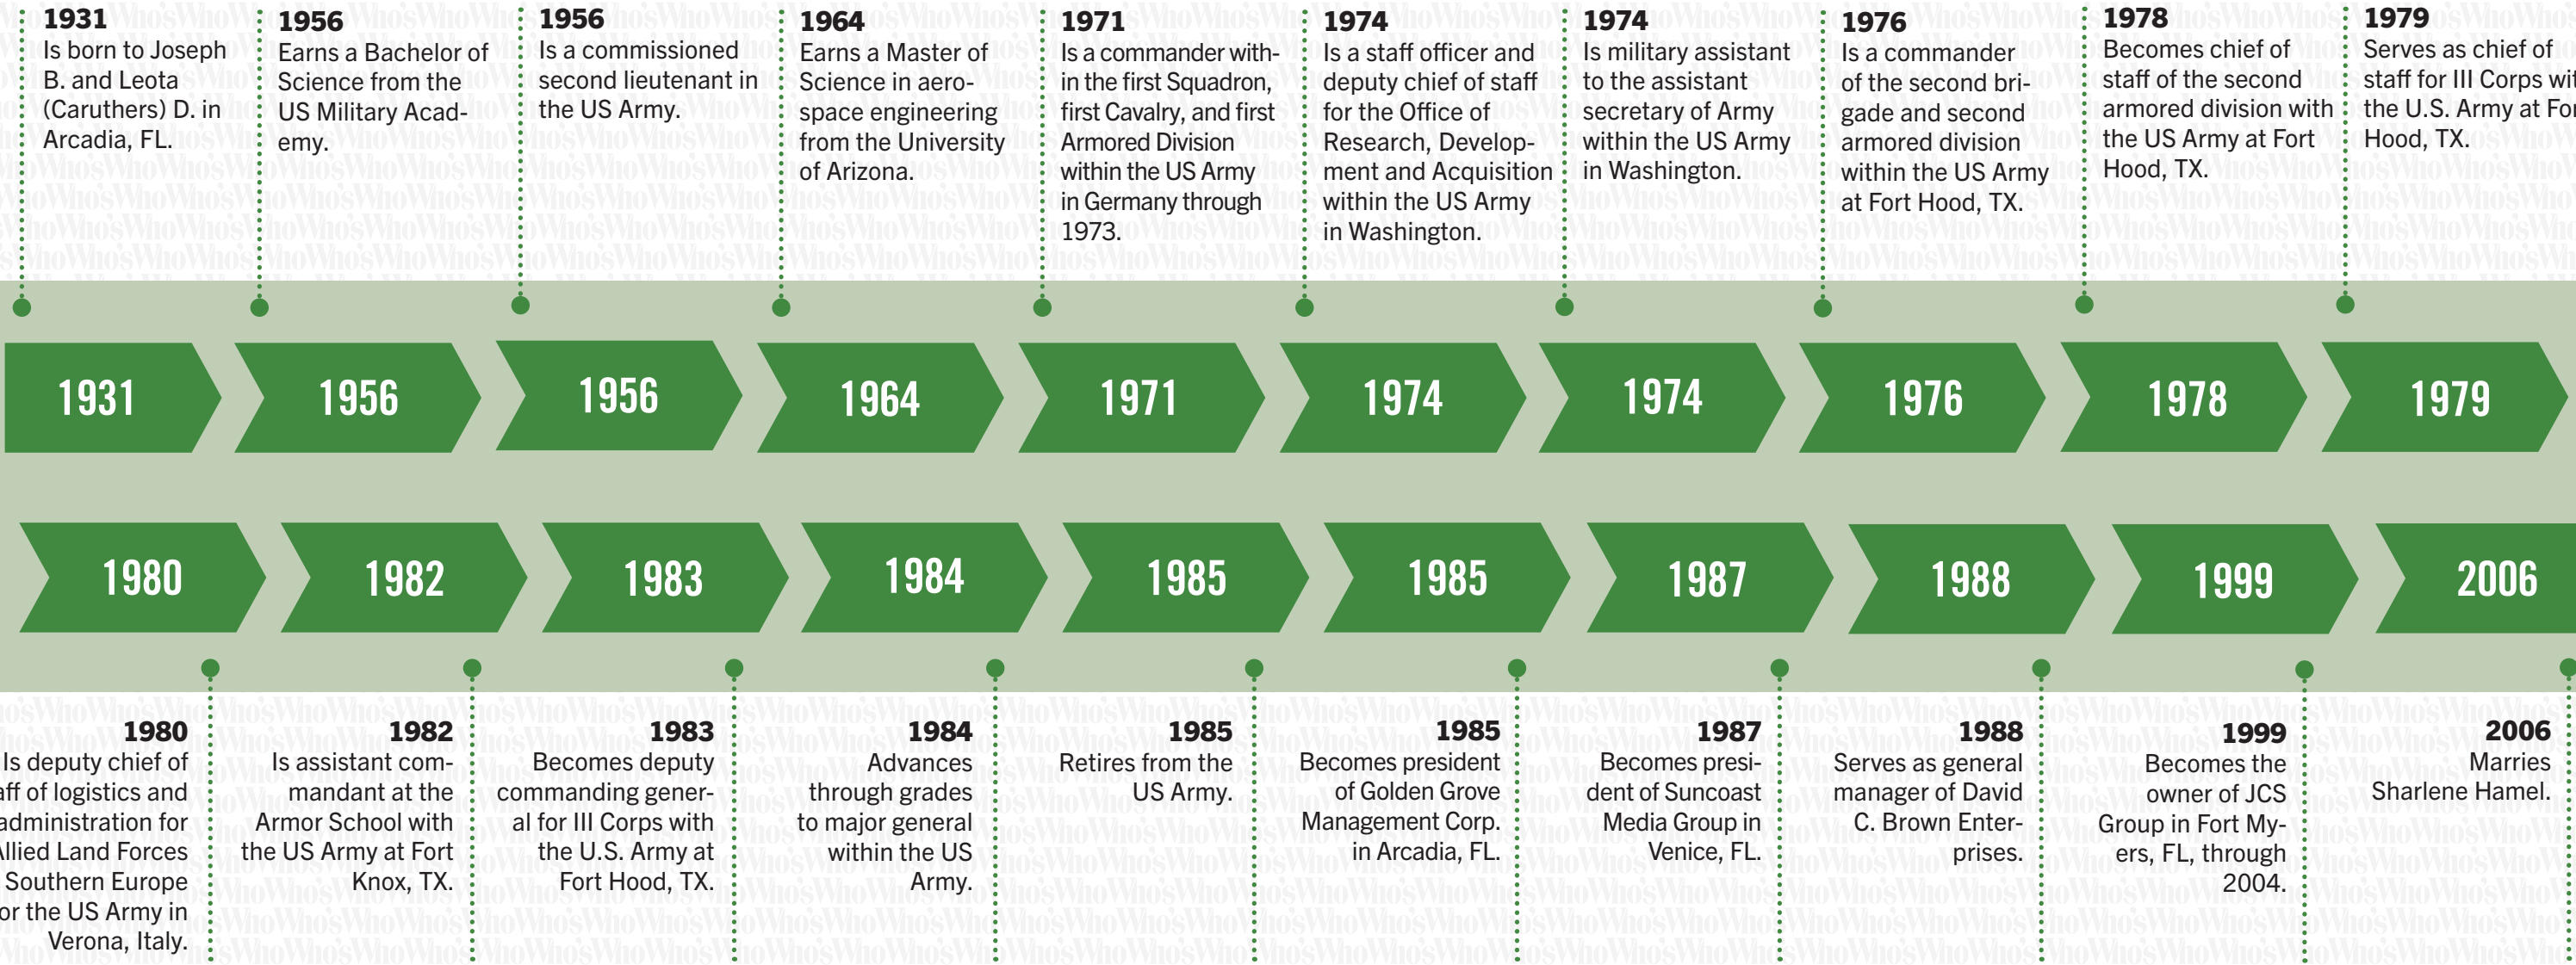 1931
Is born to Joseph
B. and Leota
(Caruthers) D. in
Arcadia, FL.
1956
Earns a Bachelor of
Science from the
US Military Acad-
emy.
1956
Is a commissioned
second lieutenant in
the US Army.
1964
Earns a Master of
Science in aero-
space engineering
from the University
of Arizona.
1971
Is a commander with-
in the first Squadron,
first Cavalry, and first
Armored Division
within the US Army
in Germany through
1973.
1974
Is a staff officer and
deputy chief of staff
for the Office of
Research, Develop-
ment and Acquisition
within the US Army
in Washington.
1974
Is military assistant
to the assistant
secretary of Army
within the US Army
in Washington.
1976
Is a commander
of the second bri-
gade and second
armored division
within the US Army
at Fort Hood, TX.
1978
Becomes chief of
staff of the second
armored division with
the US Army at Fort
Hood, TX.
1979
Serves as chief of
staff for III Corps
the U.S. Army at
Hood, TX.
1931
1956
1956
1964
1971
1974
1974
1976
1978
1979
1980
1982
1983
1984
1985
1985
1987
1988
1999
2006
1980
Is deputy chief of
of logistics and
administration for
Land Forces
Southern Europe
the US Army in
Verona, Italy.
1982
Is assistant com-
mandant at the
Armor School with
the US Army at Fort
Knox, TX.
1983
Becomes deputy
commanding gener-
al for III Corps with
the U.S. Army at
Fort Hood, TX.
1984
Advances
through grades
to major general
within the US
Army.
1985
Retires from the
US Army.
1985
Becomes president
of Golden Grove
Management Corp.
in Arcadia, FL.
1987
Becomes presi-
dent of Suncoast
Media Group in
Venice, FL.
1988
Serves as general
manager of David
C. Brown Enter-
prises.
1999
Becomes the
owner of JCS
Group in Fort My-
ers, FL, through
2004.
2006
Marries
Sharlene Hamel.